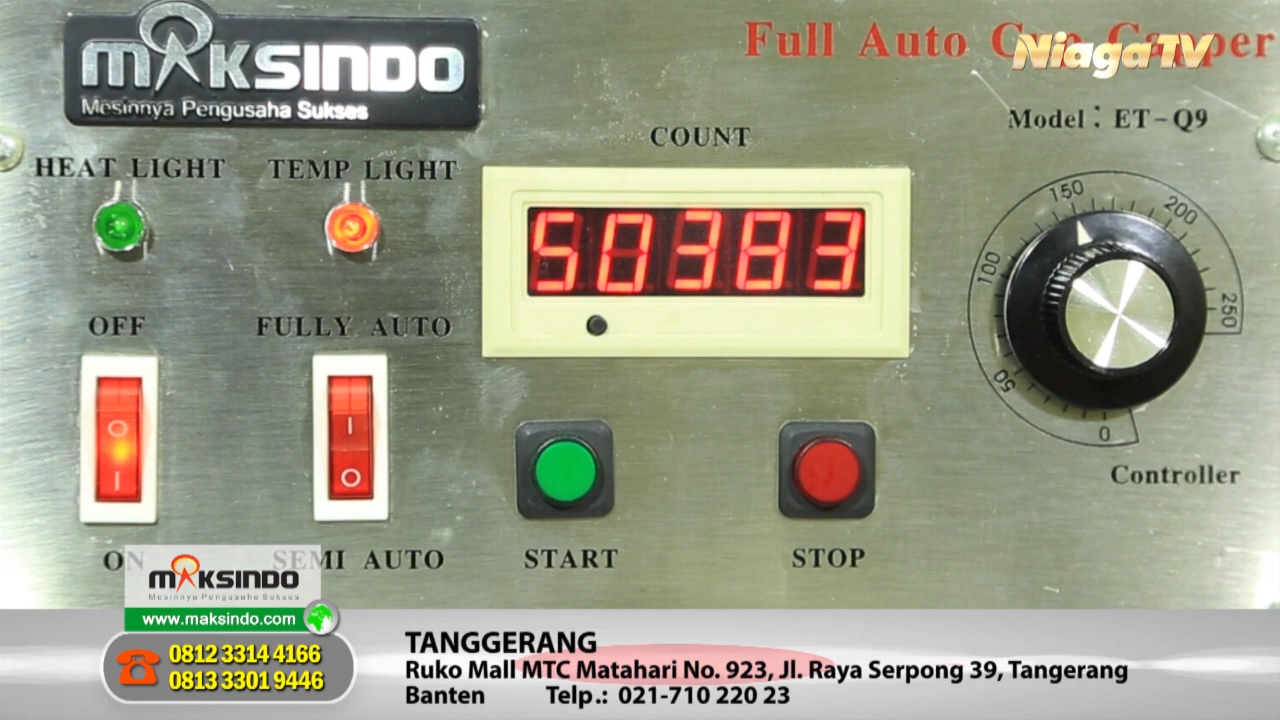 MAKSINDO
Mesinnya Pengusaha Sukses
Full Auto Capper
NiagaTV
Model: ET-Q9
COUNT
HEAT LIGHT
TEMP LIGHT
50383
0
50
100
150
200
250
OFF
FULLY AUTO
O
I
I
O
Controller
ON
SEMI AUTO
START
STOP
MAKSINDO
Mesinnya Pengusaha Sukses
www.maksindo.com
0812 3314 4166
0813 3301 9446
TANGGERANG
Ruko Mall MTC Matahari No. 923, Jl. Raya Serpong 39, Tangerang
Banten Telp.: 021-710 220 23